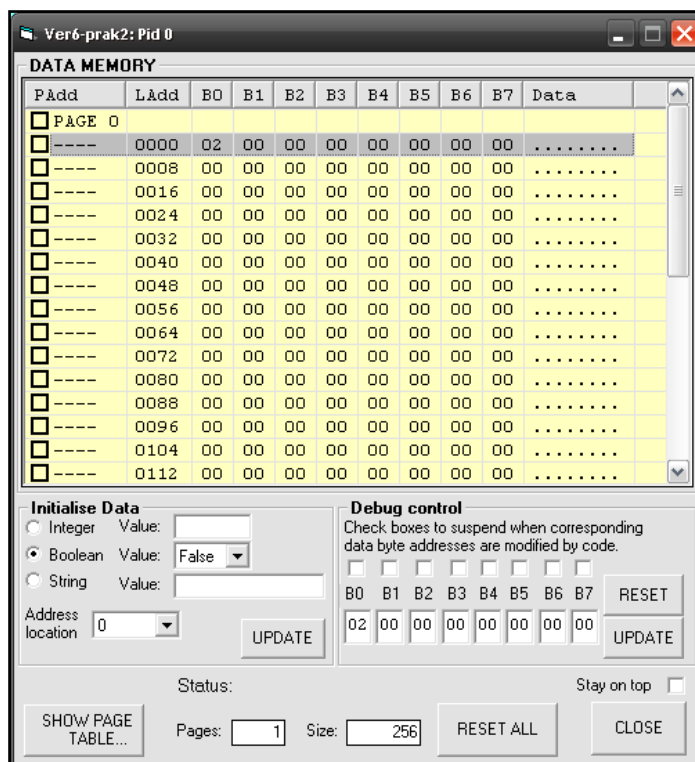 Ver6-prak2: Pid 0
DATA MEMORY
PAdd LAdd B0 B1 B2 B3 B4 B5 B6 B7 Data
PAGE 0
---- 0000 02 00 00 00 00 00 00 00 ........
---- 0008 00 00 00 00 00 00 00 00 ........
---- 0016 00 00 00 00 00 00 00 00 ........
---- 0024 00 00 00 00 00 00 00 00 ........
---- 0032 00 00 00 00 00 00 00 00 ........
---- 0040 00 00 00 00 00 00 00 00 ........
---- 0048 00 00 00 00 00 00 00 00 ........
---- 0056 00 00 00 00 00 00 00 00 ........
---- 0064 00 00 00 00 00 00 00 00 ........
---- 0072 00 00 00 00 00 00 00 00 ........
---- 0080 00 00 00 00 00 00 00 00 ........
---- 0088 00 00 00 00 00 00 00 00 ........
---- 0096 00 00 00 00 00 00 00 00 ........
---- 0104 00 00 00 00 00 00 00 00 ........
---- 0112 00 00 00 00 00 00 00 00 ........
Initialise Data
Integer Value:
Boolean Value: False
String Value:
Address
location 0
UPDATE
Debug control
Check boxes to suspend when corresponding
data byte addresses are modified by code.
B0 B1 B2 B3 B4 B5 B6 B7
RESET
02 00 00 00 00 00 00 00
UPDATE
Status:
Stay on top
SHOW PAGE
TABLE...
Pages: 1 Size: 256
RESET ALL
CLOSE